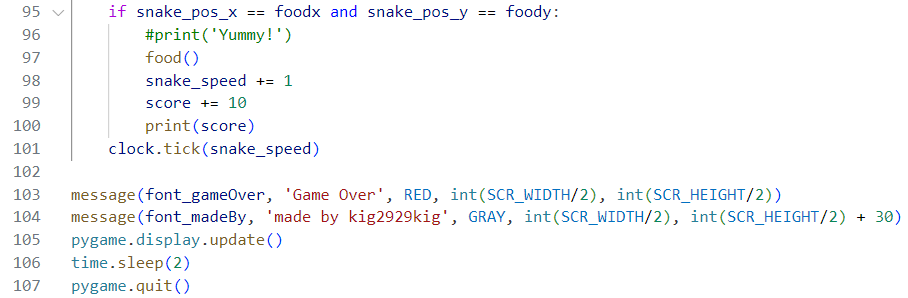 95 if snake_pos_x == foodx and snake_pos_y == foody:
96 #print('Yummy!')
97 food()
98 snake_speed += 1
99 score += 10
100 print(score)
101 clock.tick(snake_speed)
102
103 message(font_gameOver, 'Game Over', RED, int(SCR_WIDTH/2), int(SCR_HEIGHT/2))
104 message(font_madeBy, 'made by kig2929kig', GRAY, int(SCR_WIDTH/2), int(SCR_HEIGHT/2) + 30)
105 pygame.display.update()
106 time.sleep(2)
107 pygame.quit()